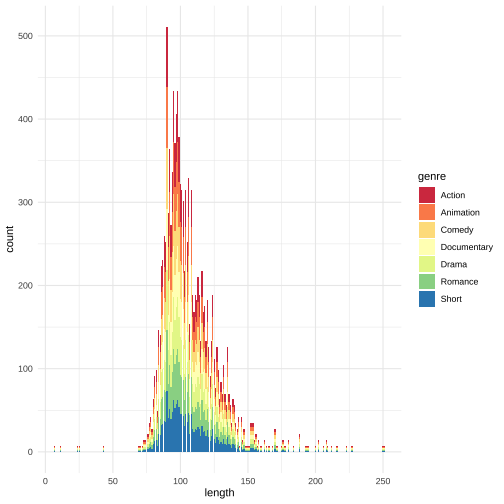 500
400
300
200
100
0
count
0
50
100
150
200
250
length
genre
Action
Animation
Comedy
Documentary
Drama
Romance
Short